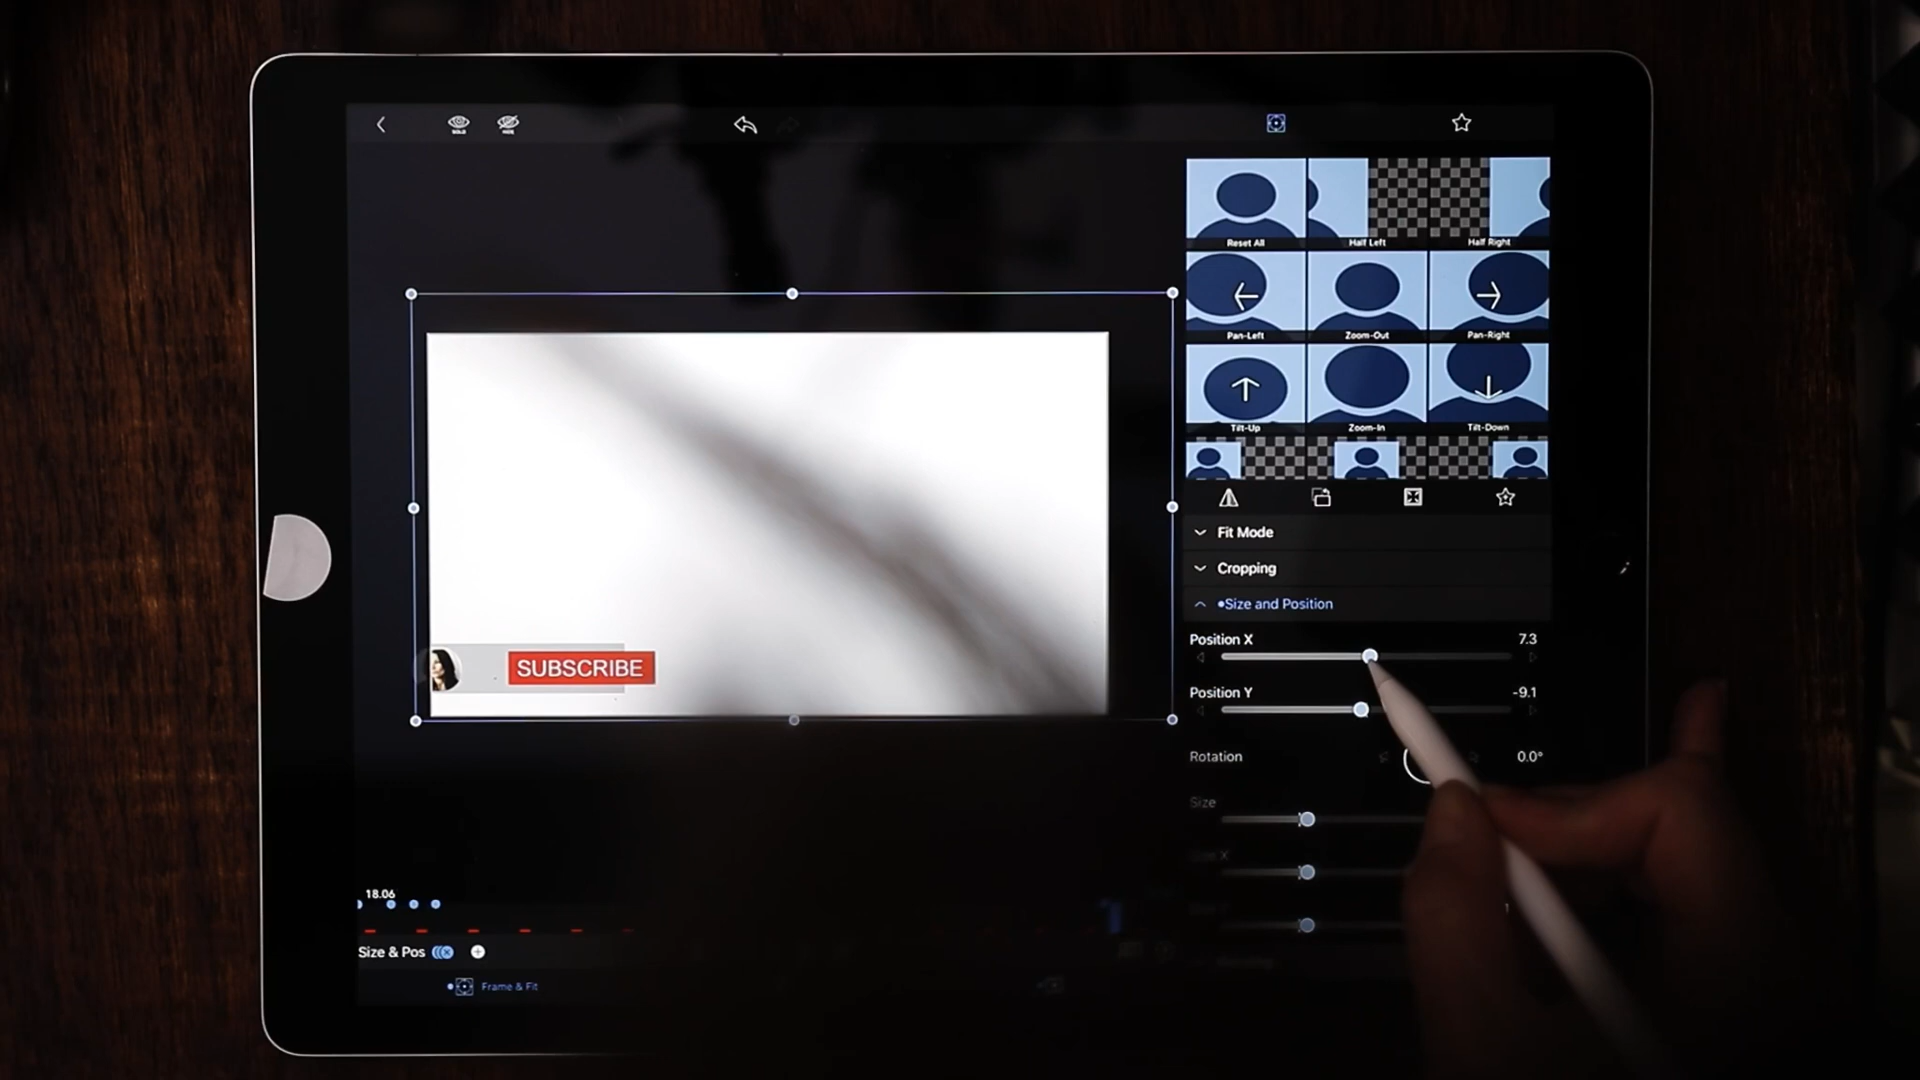 SOLO
HIDE
Reset All
Half Left
Half Right
Pan-Left
Zoom-Out
Pan-Right
Tilt-Up
Zoom-In
Tilt-Down
Fit Mode
Cropping
Size and Position
Position X
7.3
Position Y
-9.1
Rotation
0.0°
Size
SUBSCRIBE
18.06
Size & Pos
Frame & Fit